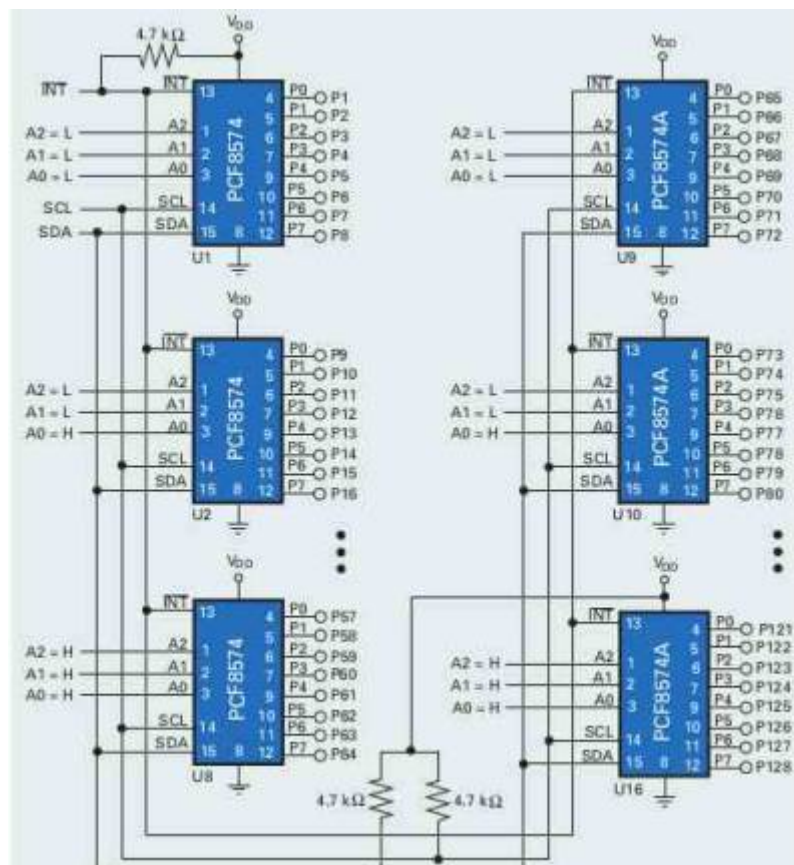 4.7 kΩ
VDD
INT INT 13 4 P0 P1
5 P1 P2
A2 = L A2 1 6 P2 P3
A1 = L A1 2 7 P3 P4
A0 = L A0 3 9 P4 P5
PCF8574
10 P5 P6
SCL SCL 14 11 P6 P7
SDA SDA 15 8 12 P7 P8
U1
VDD
INT 13 4 P0 P9
5 P1 P10
A2 = L A2 1 6 P2 P11
A1 = L A1 2 7 P3 P12
A0 = H A0 3 9 P4 P13
PCF8574
10 P5 P14
SCL 14 11 P6 P15
SDA 15 8 12 P7 P16
U2
VDD
INT 13 4 P0 P57
5 P1 P58
A2 = H A2 1 6 P2 P59
A1 = H A1 2 7 P3 P60
A0 = H A0 3 9 P4 P61
PCF8574
10 P5 P62
SCL 14 11 P6 P63
SDA 15 8 12 P7 P64
U8
VDD
INT 13 4 P0 P65
5 P1 P66
A2 = L A2 1 6 P2 P67
A1 = L A1 2 7 P3 P68
A0 = L A0 3 9 P4 P69
PCF8574A
10 P5 P70
SCL 14 11 P6 P71
SDA 15 8 12 P7 P72
U9
VDD
INT 13 4 P0 P73
5 P1 P74
A2 = L A2 1 6 P2 P75
A1 = L A1 2 7 P3 P76
A0 = H A0 3 9 P4 P77
PCF8574A
10 P5 P78
SCL 14 11 P6 P79
SDA 15 8 12 P7 P80
U10
VDD
INT 13 4 P0 P121
5 P1 P122
A2 = H A2 1 6 P2 P123
A1 = H A1 2 7 P3 P124
A0 = H A0 3 9 P4 P125
PCF8574A
10 P5 P126
SCL 14 11 P6 P127
SDA 15 8 12 P7 P128
U16
4.7 kΩ 4.7 kΩ